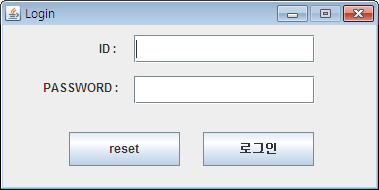 Login
ID :
PASSWORD :
reset 로그인